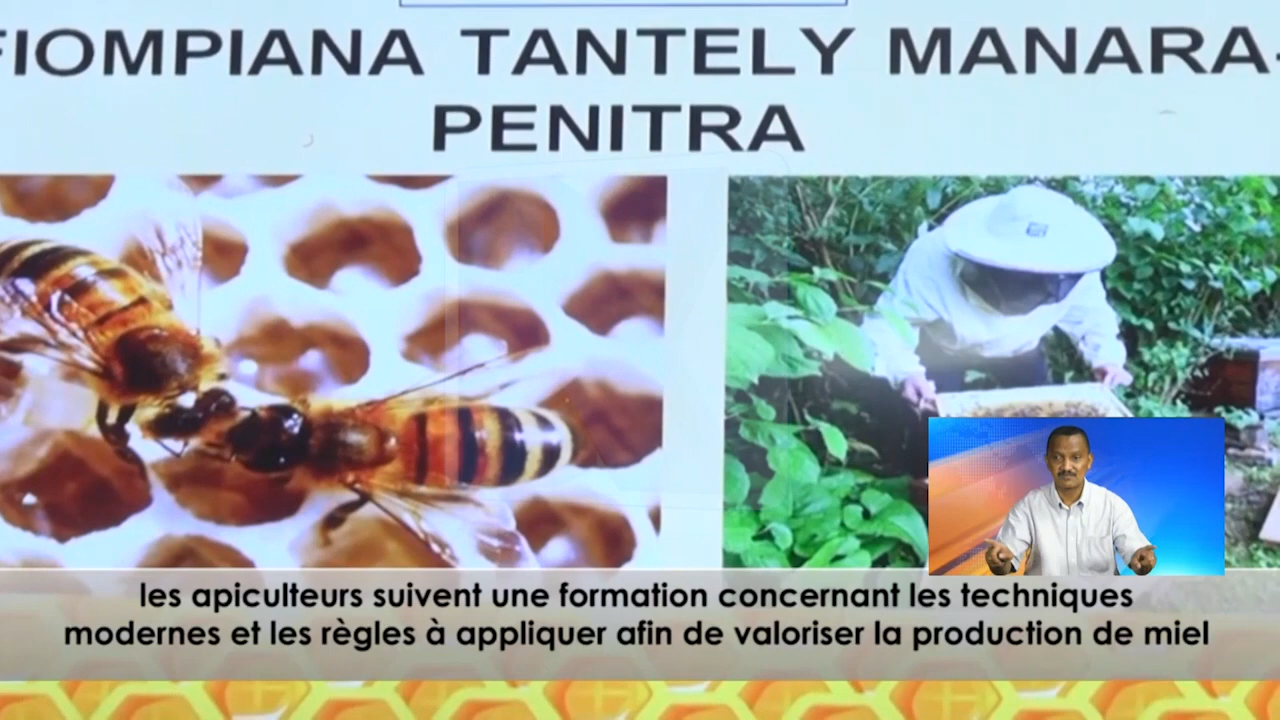 FIOMPIANA TANTELY MANARA-
PENITRA
les apiculteurs suivent une formation concernant les techniques
modernes et les règles à appliquer afin de valoriser la production de miel